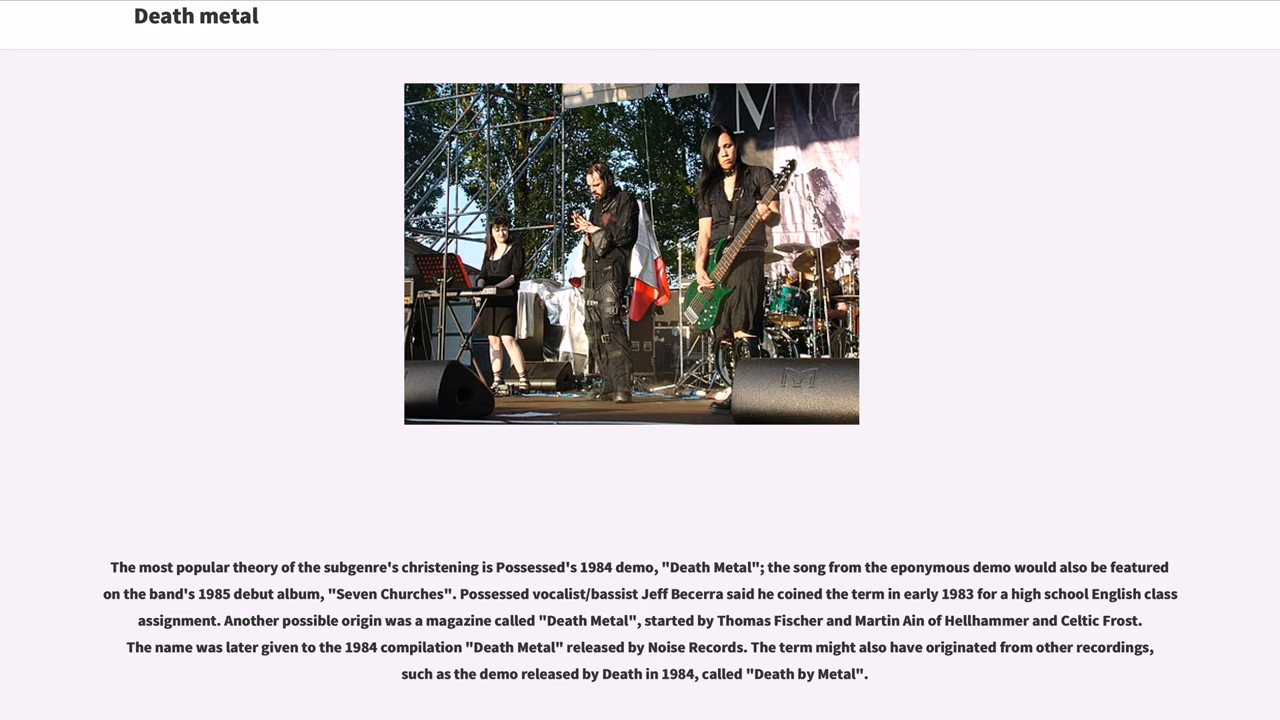 Death metal
M
The most popular theory of the subgenre's christening is Possessed's 1984 demo, "Death Metal"; the song from the eponymous demo would also be featured
on the band's 1985 debut album, "Seven Churches". Possessed vocalist/bassist Jeff Becerra said he coined the term in early 1983 for a high school English class
assignment. Another possible origin was a magazine called "Death Metal", started by Thomas Fischer and Martin Ain of Hellhammer and Celtic Frost.
The name was later given to the 1984 compilation "Death Metal" released by Noise Records. The term might also have originated from other recordings,
such as the demo released by Death in 1984, called "Death by Metal".